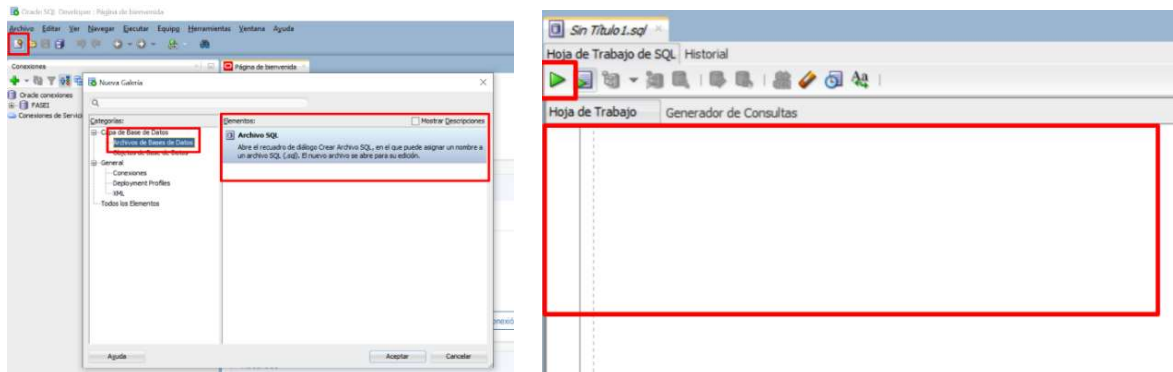 Oracle SQL Developer : Página de bienvenida
Archivo Editar Ver Navegar Ejecutar Equipo Herramientas Ventana Ayuda
Conexiones
Página de bienvenida
Oracle conexiones
FASEI
Conexiones de Servicio
Nueva Galería
Categorías:
Capa de Base de Datos
Archivos de Bases de Datos
Objetos de Base de Datos
General
Conexiones
Deployment Profiles
XML
Todos los Elementos
Elementos:
Mostrar Descripciones
Archivo SQL
Abre el recuadro de diálogo Crear Archivo SQL, en el que puede asignar un nombre a
un archivo SQL (.sql). El nuevo archivo se abre para su edición.
Ayuda
Aceptar
Cancelar
Sin Título1.sql
Hoja de Trabajo de SQL Historial
Hoja de Trabajo Generador de Consultas